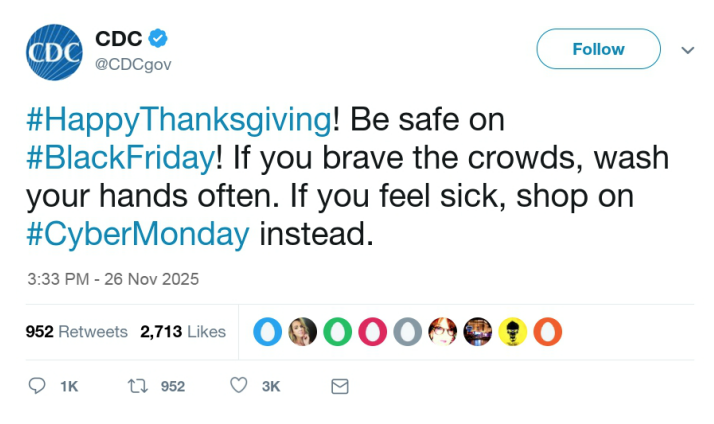 CDC
CDC
@CDCgov
Follow
#HappyThanksgiving! Be safe on
#BlackFriday! If you brave the crowds, wash
your hands often. If you feel sick, shop on
#CyberMonday instead.
3:33 PM - 26 Nov 2025
952 Retweets 2,713 Likes
1K 952 3K